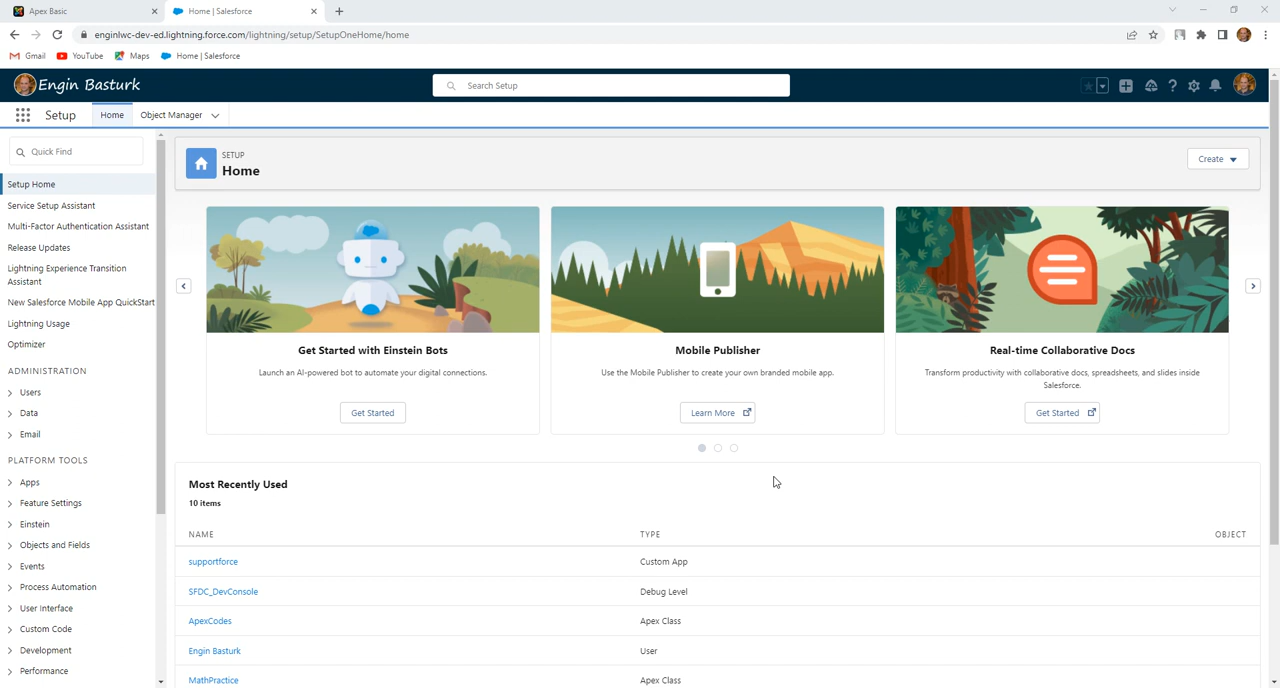 Apex Basic
Home | Salesforce
enginlwc-dev-ed.lightning.force.com/lightning/setup/SetupOneHome/home
Gmail
YouTube
Maps
Home | Salesforce
Engin Basturk
Search Setup
Setup
Home
Object Manager
Quick Find
Setup Home
Service Setup Assistant
Multi-Factor Authentication Assistant
Release Updates
Lightning Experience Transition
Assistant
New Salesforce Mobile App QuickStart
Lightning Usage
Optimizer
ADMINISTRATION
Users
Data
Email
PLATFORM TOOLS
Apps
Feature Settings
Einstein
Objects and Fields
Events
Process Automation
User Interface
Custom Code
Development
Performance
SETUP
Home
Create
Get Started with Einstein Bots
Launch an AI-powered bot to automate your digital connections.
Get Started
Mobile Publisher
Use the Mobile Publisher to create your own branded mobile app.
Learn More
Real-time Collaborative Docs
Transform productivity with collaborative docs, spreadsheets, and slides inside
Salesforce.
Get Started
Most Recently Used
10 items
NAME TYPE OBJECT
supportforce Custom App
SFDC_DevConsole Debug Level
ApexCodes Apex Class
Engin Basturk User
MathPractice Apex Class